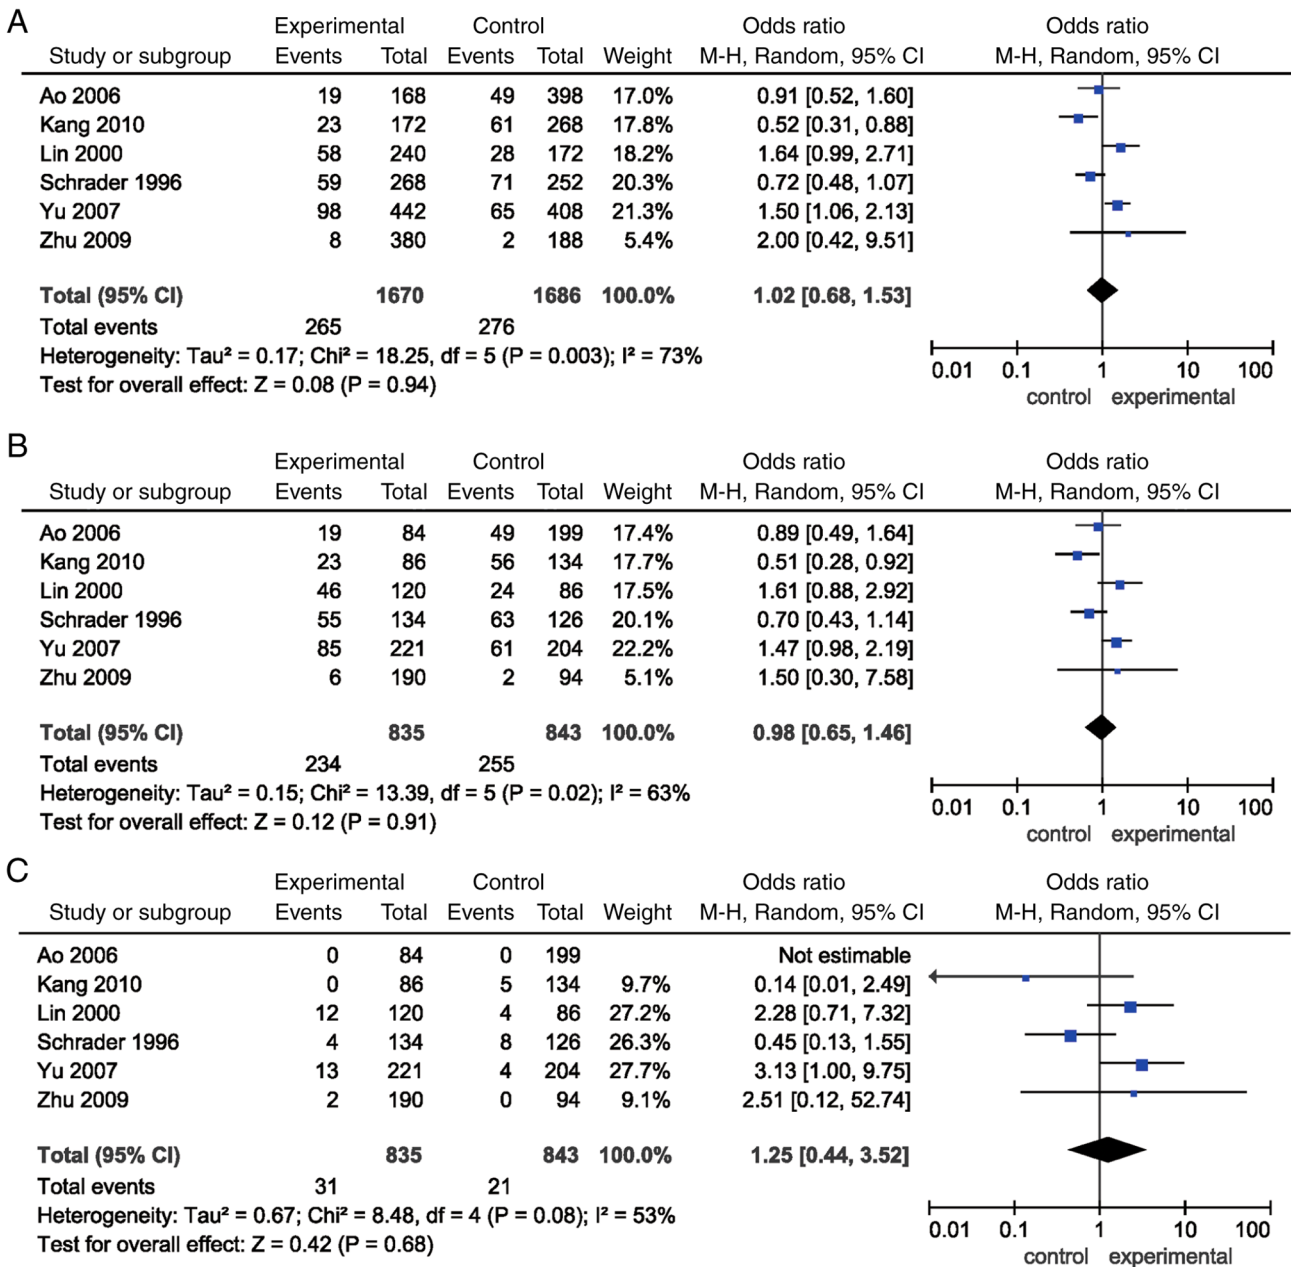 A
Experimental Control Odds ratio Odds ratio
Study or subgroup Events Total Events Total Weight M-H, Random, 95% CI M-H, Random, 95% CI
Ao 2006 19 168 49 398 17.0% 0.91 [0.52, 1.60]
Kang 2010 23 172 61 268 17.8% 0.52 [0.31, 0.88]
Lin 2000 58 240 28 172 18.2% 1.64 [0.99, 2.71]
Schrader 1996 59 268 71 252 20.3% 0.72 [0.48, 1.07]
Yu 2007 98 442 65 408 21.3% 1.50 [1.06, 2.13]
Zhu 2009 8 380 2 188 5.4% 2.00 [0.42, 9.51]
Total (95% CI) 1670 1686 100.0% 1.02 [0.68, 1.53]
Total events 265 276
Heterogeneity: Tau² = 0.17; Chi² = 18.25, df = 5 (P = 0.003); I² = 73%
Test for overall effect: Z = 0.08 (P = 0.94)
0.01 0.1 1 10 100
control experimental
B
Experimental Control Odds ratio Odds ratio
Study or subgroup Events Total Events Total Weight M-H, Random, 95% CI M-H, Random, 95% CI
Ao 2006 19 84 49 199 17.4% 0.89 [0.49, 1.64]
Kang 2010 23 86 56 134 17.7% 0.51 [0.28, 0.92]
Lin 2000 46 120 24 86 17.5% 1.61 [0.88, 2.92]
Schrader 1996 55 134 63 126 20.1% 0.70 [0.43, 1.14]
Yu 2007 85 221 61 204 22.2% 1.47 [0.98, 2.19]
Zhu 2009 6 190 2 94 5.1% 1.50 [0.30, 7.58]
Total (95% CI) 835 843 100.0% 0.98 [0.65, 1.46]
Total events 234 255
Heterogeneity: Tau² = 0.15; Chi² = 13.39, df = 5 (P = 0.02); I² = 63%
Test for overall effect: Z = 0.12 (P = 0.91)
0.01 0.1 1 10 100
control experimental
C
Experimental Control Odds ratio Odds ratio
Study or subgroup Events Total Events Total Weight M-H, Random, 95% CI M-H, Random, 95% CI
Ao 2006 0 84 0 199 Not estimable
Kang 2010 0 86 5 134 9.7% 0.14 [0.01, 2.49]
Lin 2000 12 120 4 86 27.2% 2.28 [0.71, 7.32]
Schrader 1996 4 134 8 126 26.3% 0.45 [0.13, 1.55]
Yu 2007 13 221 4 204 27.7% 3.13 [1.00, 9.75]
Zhu 2009 2 190 0 94 9.1% 2.51 [0.12, 52.74]
Total (95% CI) 835 843 100.0% 1.25 [0.44, 3.52]
Total events 31 21
Heterogeneity: Tau² = 0.67; Chi² = 8.48, df = 4 (P = 0.08); I² = 53%
Test for overall effect: Z = 0.42 (P = 0.68)
0.01 0.1 1 10 100
control experimental